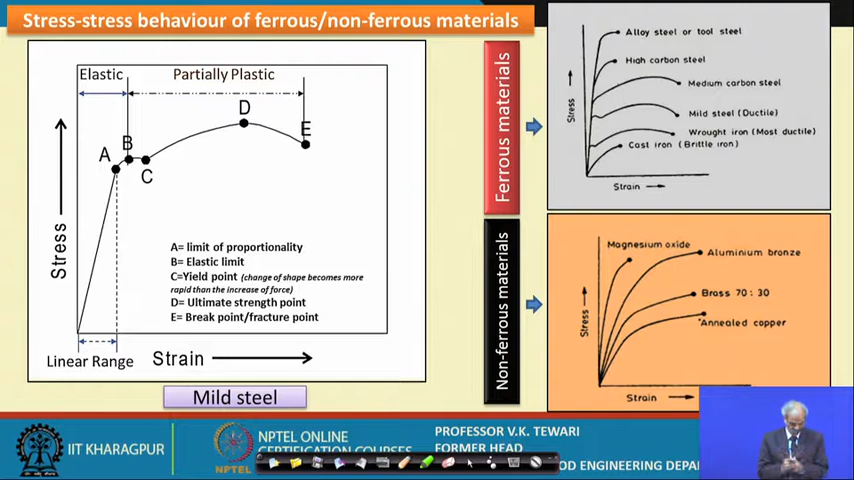 Stress-stress behaviour of ferrous/non-ferrous materials
Elastic
Partially Plastic
A
B
C
D
E
Stress
A= limit of proportionality
B= Elastic limit
C=Yield point (change of shape becomes more
rapid than the increase of force)
D= Ultimate strength point
E= Break point/fracture point
Linear Range
Strain
Mild steel
Ferrous materials
Stress
Alloy steel or tool steel
High carbon steel
Medium carbon steel
Mild steel (Ductile)
Wrought iron (Most ductile)
Cast iron (Brittle iron)
Strain
Non-ferrous materials
Stress
Magnesium oxide
Aluminium bronze
Brass 70:30
Annealed copper
Strain
IIT KHARAGPUR
NPTEL
NPTEL ONLINE
CERTIFICATION COURSES
PROFESSOR V.K. TEWARI
FORMER HEAD
OD ENGINEERING DEPA